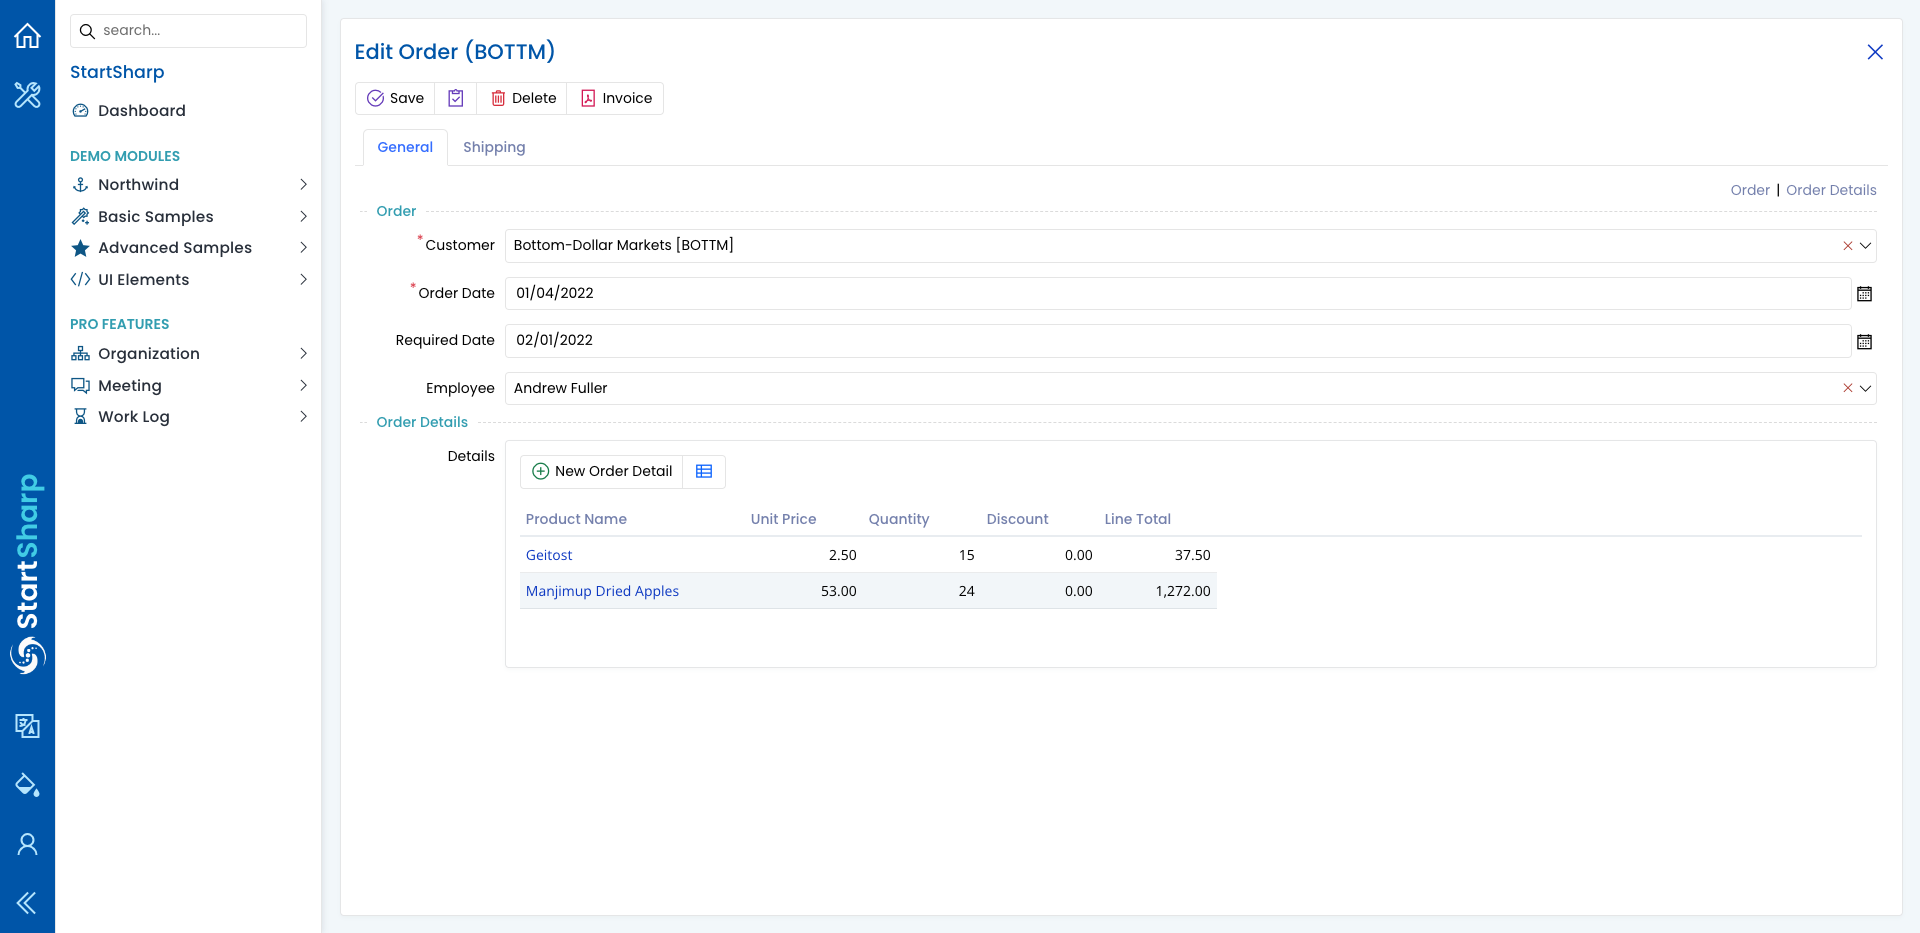 search...
StartSharp
Dashboard
DEMO MODULES
Northwind
Basic Samples
Advanced Samples
UI Elements
PRO FEATURES
Organization
Meeting
Work Log
StartSharp
Edit Order (BOTTM)
Save
Delete
Invoice
General
Shipping
Order | Order Details
Order
* Customer
Bottom-Dollar Markets [BOTTM]
* Order Date
01/04/2022
Required Date
02/01/2022
Employee
Andrew Fuller
Order Details
Details
New Order Detail
Product Name Unit Price Quantity Discount Line Total
Geitost 2.50 15 0.00 37.50
Manjimup Dried Apples 53.00 24 0.00 1,272.00